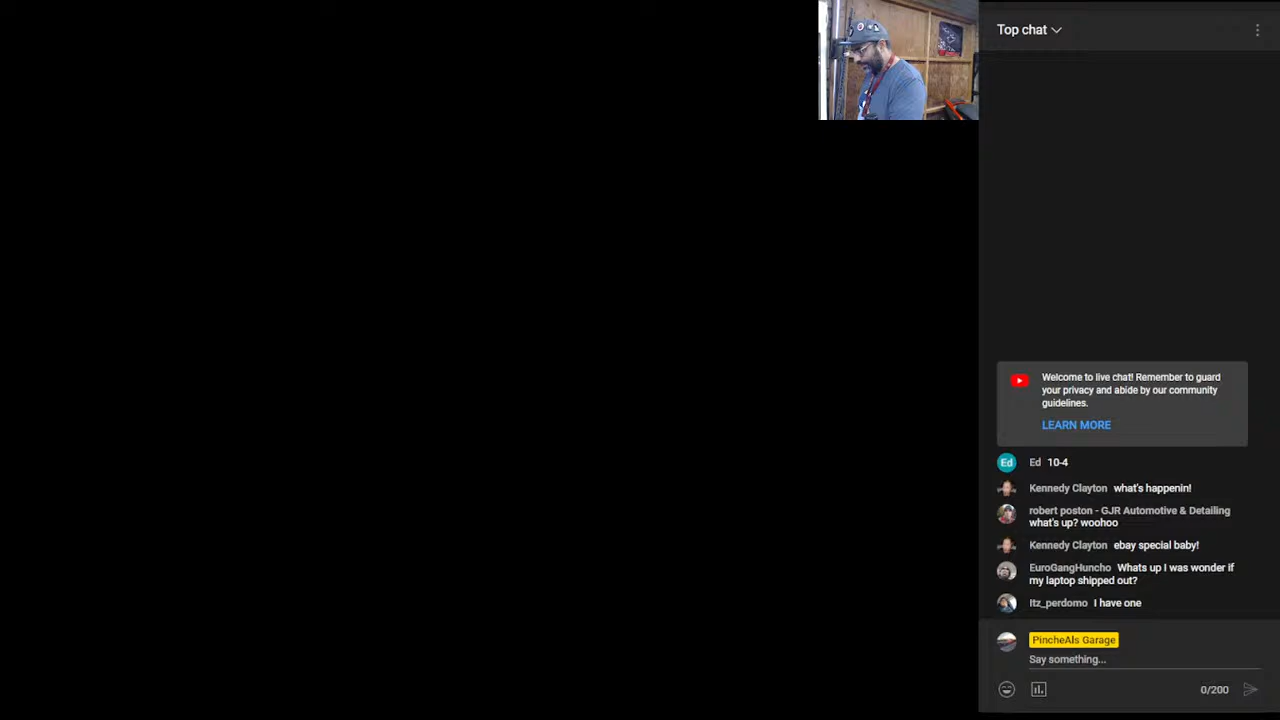 Top chat
Welcome to live chat! Remember to guard
your privacy and abide by our community
guidelines.
LEARN MORE
Ed
Ed 10-4
Kennedy Clayton what's happenin!
robert poston - GJR Automotive & Detailing
what's up? woohoo
Kennedy Clayton ebay special baby!
EuroGangHuncho Whats up I was wonder if
my laptop shipped out?
Itz_perdomo I have one
PincheAls Garage
Say something...
0/200